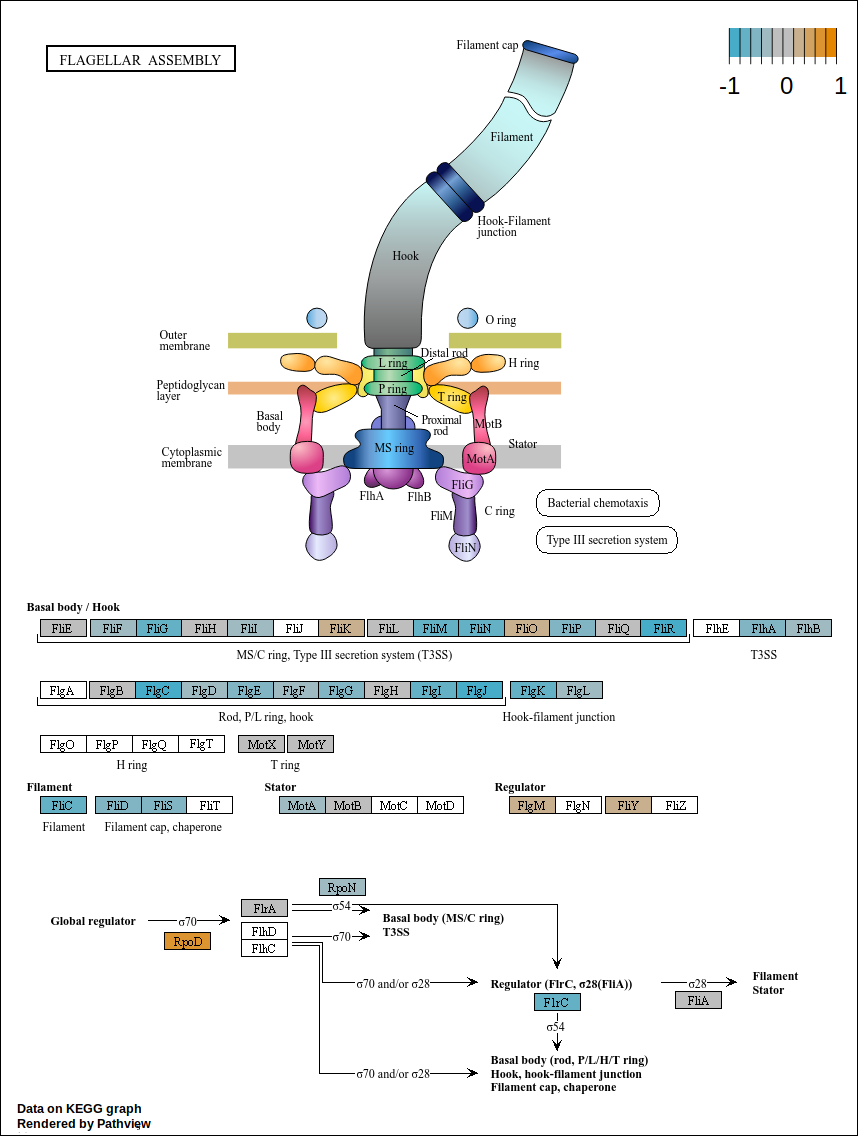 FLAGELLAR ASSEMBLY
-1 0 1
Filament cap
Filament
Hook-Filament
junction
Hook
O ring
Outer
membrane
Distal rod
L ring
H ring
Peptidoglycan
layer
P ring
T ring
Basal
body
Proximal
rod
MotB
Stator
Cytoplasmic
membrane
MS ring
MotA
FliG
FlhA
FlhB
FliM
C ring
FliN
Bacterial chemotaxis
Type III secretion system
Basal body / Hook
FliE FliF FliG FliH FliI FliJ FliK FliL FliM FliN FliO FliP FliQ FliR FlhE FlhA FlhB
MS/C ring, Type III secretion system (T3SS) T3SS
FlgA FlgB FlgC FlgD FlgE FlgF FlgG FlgH FlgI FlgJ FlgK FlgL
Rod, P/L ring, hook Hook-filament junction
FlgO FlgP FlgQ FlgT MotX MotY
H ring T ring
Filament Stator Regulator
FliC FliD FliS FliT MotA MotB MotC MotD FlgM FlgN FliY FliZ
Filament Filament cap, chaperone
RpoN
FlrA
σ54
Basal body (MS/C ring)
T3SS
Global regulator
σ70
RpoD
FlhD
FlhC
σ70
σ70 and/or σ28
Regulator (FlrC, σ28(FliA))
σ28
Filament
Stator
FlrC
FliA
σ54
σ70 and/or σ28
Basal body (rod, P/L/H/T ring)
Hook, hook-filament junction
Filament cap, chaperone
Data on KEGG graph
Rendered by Pathview